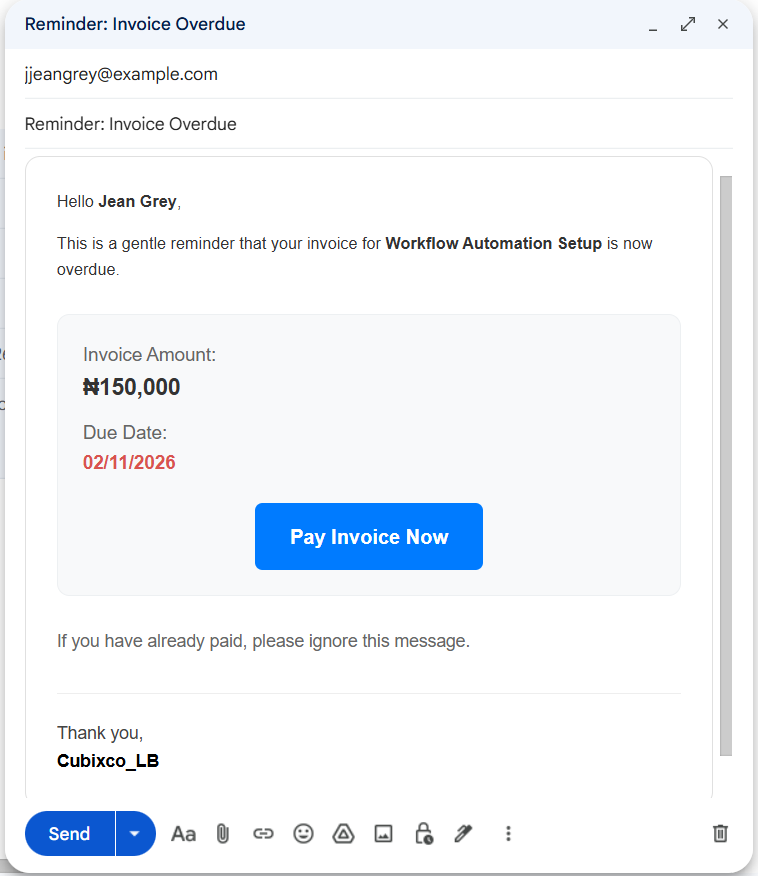 Reminder: Invoice Overdue
jjeangrey@example.com
Reminder: Invoice Overdue
Hello Jean Grey,
This is a gentle reminder that your invoice for Workflow Automation Setup is now
overdue.
Invoice Amount:
₦150,000
Due Date:
02/11/2026
Pay Invoice Now
If you have already paid, please ignore this message.
Thank you,
Cubixco_LB
Send
Aa